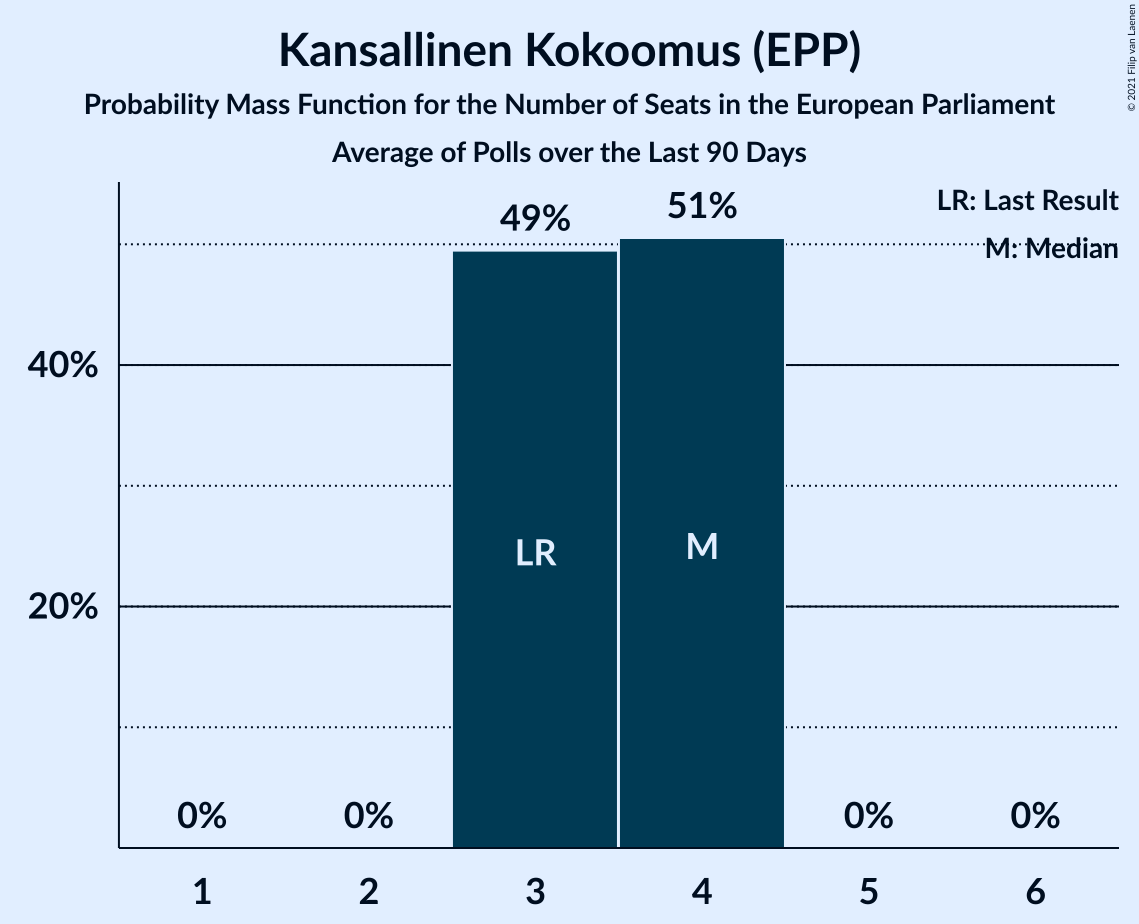 Kansallinen Kokoomus (EPP)
Probability Mass Function for the Number of Seats in the European Parliament
Average of Polls over the Last 90 Days
© 2021 Filip van Laenen
LR: Last Result
M: Median
49%
51%
40%
20%
LR
M
0%
0%
0%
0%
1
2
3
4
5
6